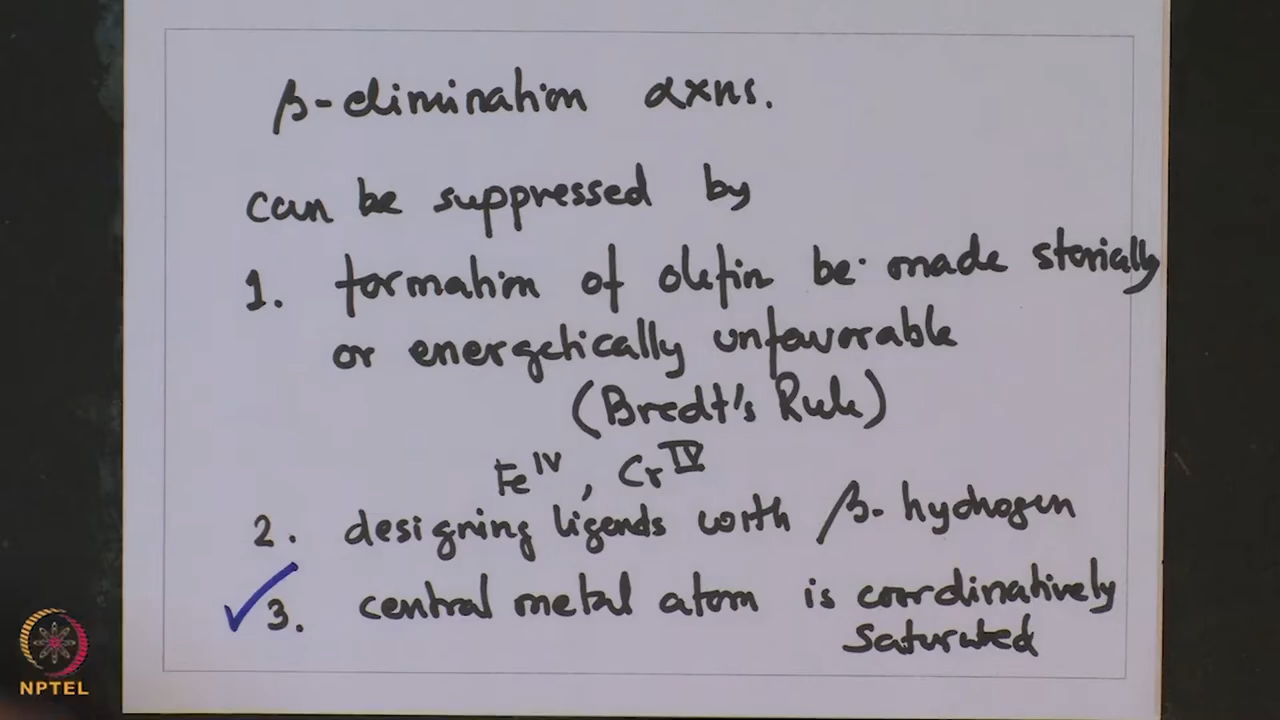 β-elimination rxns.
can be suppressed by
1. formation of olefin be made sterically
or energetically unfavorable
(Bredt's Rule)
Fe^IV, Cr^IV
2. designing ligands with β-hydrogen
3. central metal atom is coordinatively
saturated
NPTEL